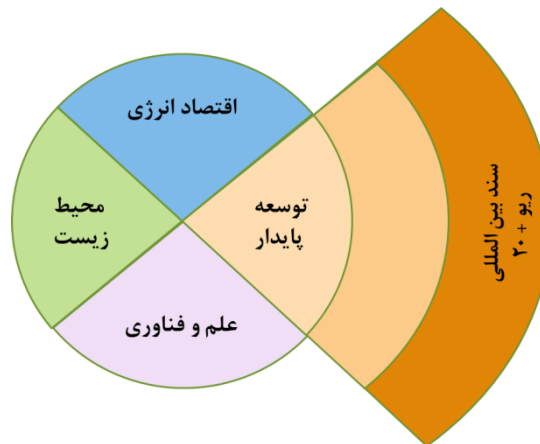 اقتصاد انرژی
محیط
زیست
توسعه
پایدار
علم و فناوری
سند بین المللی
ریو + ۲۰